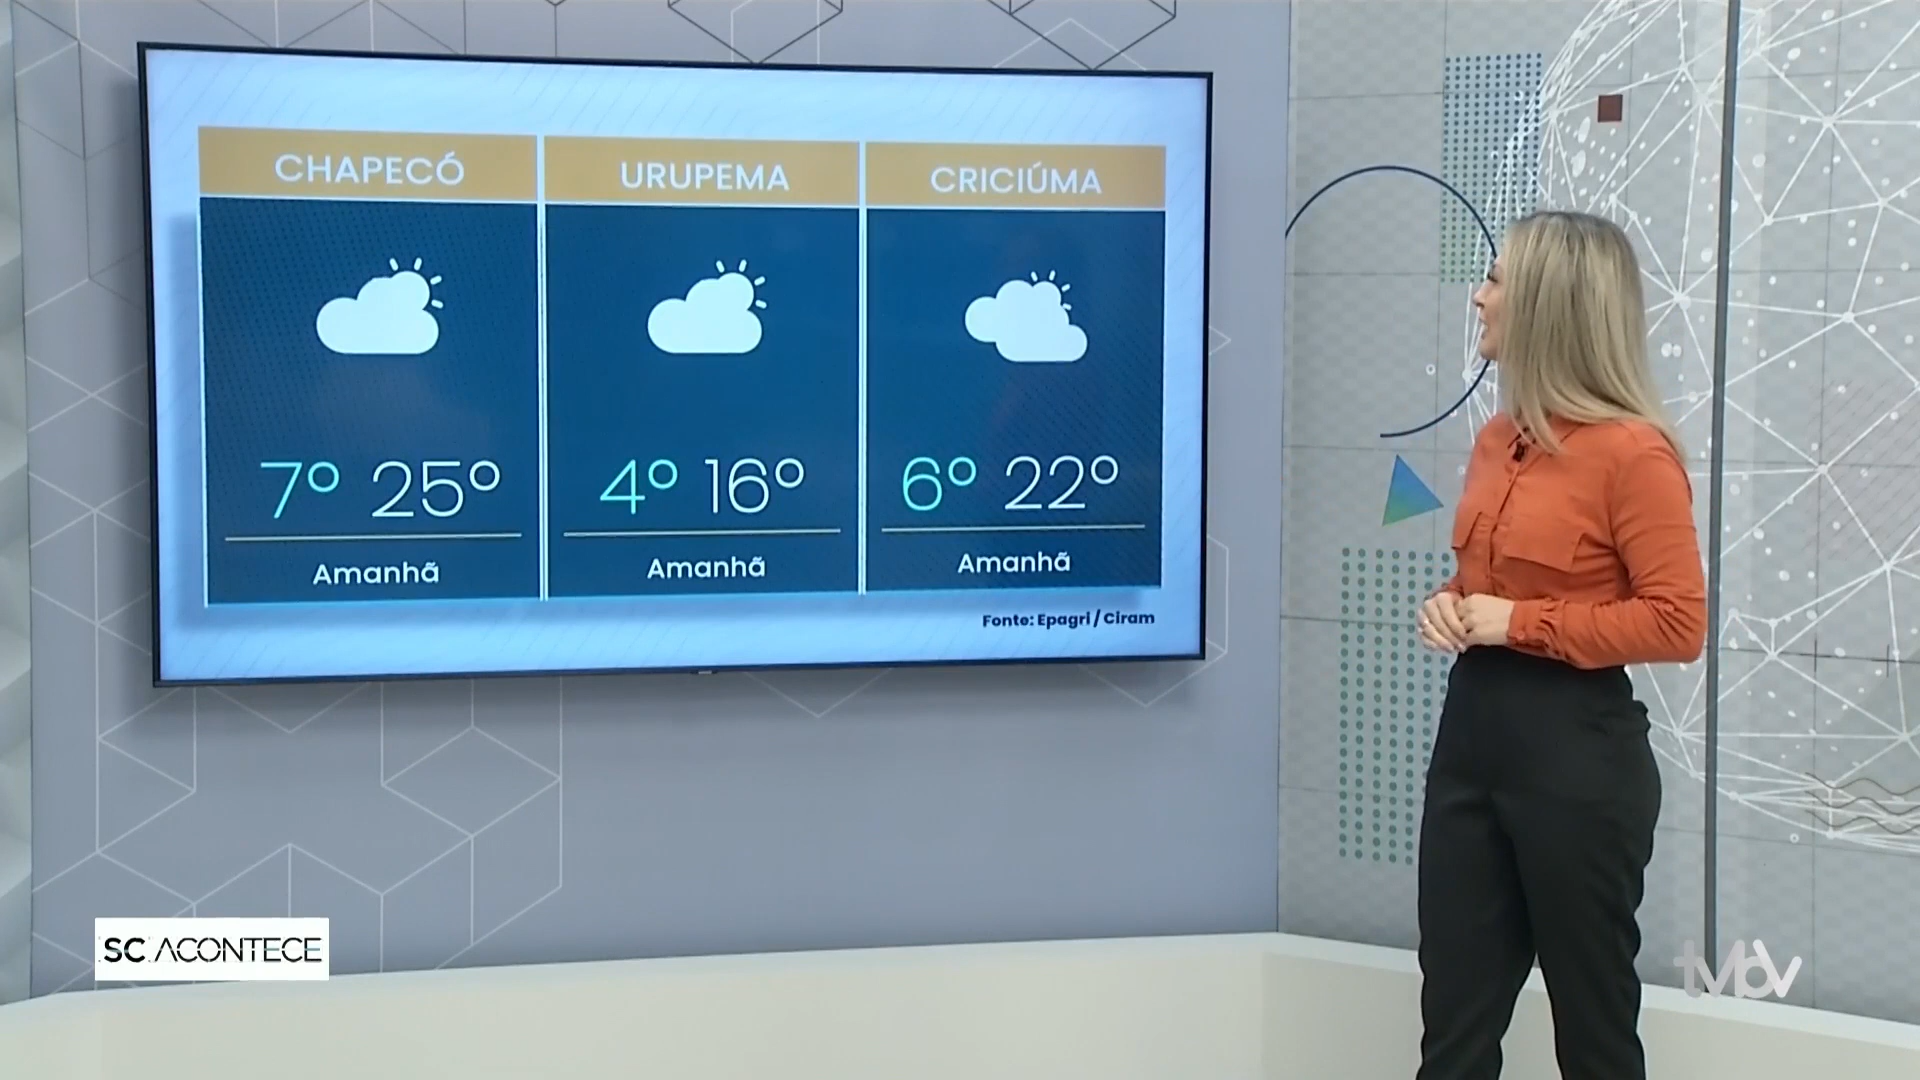 CHAPECÓ
URUPEMA
CRICIÚMA
7° 25°
4° 16°
6° 22°
Amanhã
Amanhã
Amanhã
Fonte: Epagri / Ciram
SC ACONTECE
tvbv